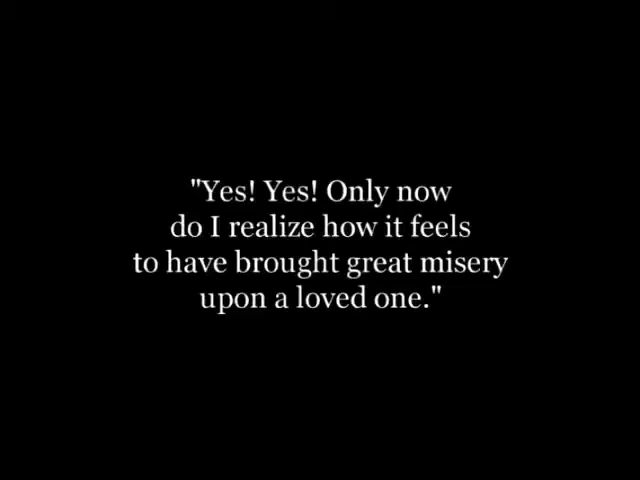 "Yes! Yes! Only now
do I realize how it feels
to have brought great misery
upon a loved one."